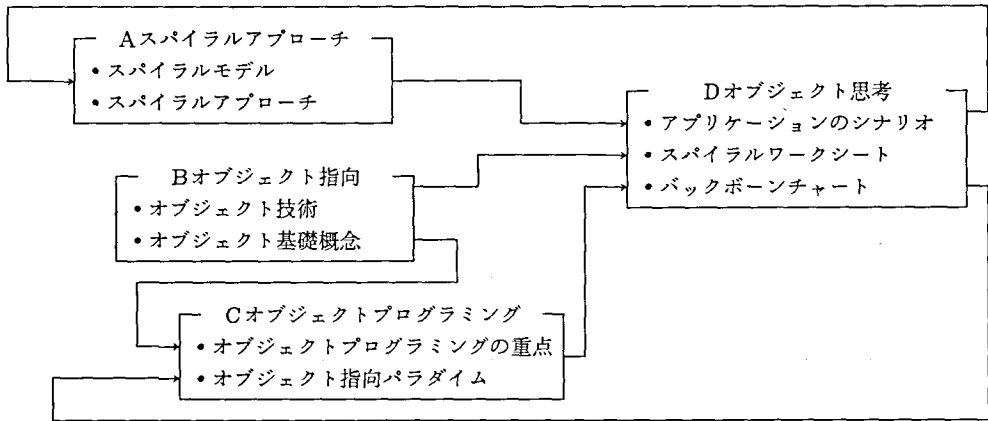 Aスパイラルアプローチ
• スパイラルモデル
• スパイラルアプローチ
Bオブジェクト指向
• オブジェクト技術
• オブジェクト基礎概念
Cオブジェクトプログラミング
• オブジェクトプログラミングの重点
• オブジェクト指向パラダイム
Dオブジェクト思考
• アプリケーションのシナリオ
• スパイラルワークシート
• バックボーンチャート